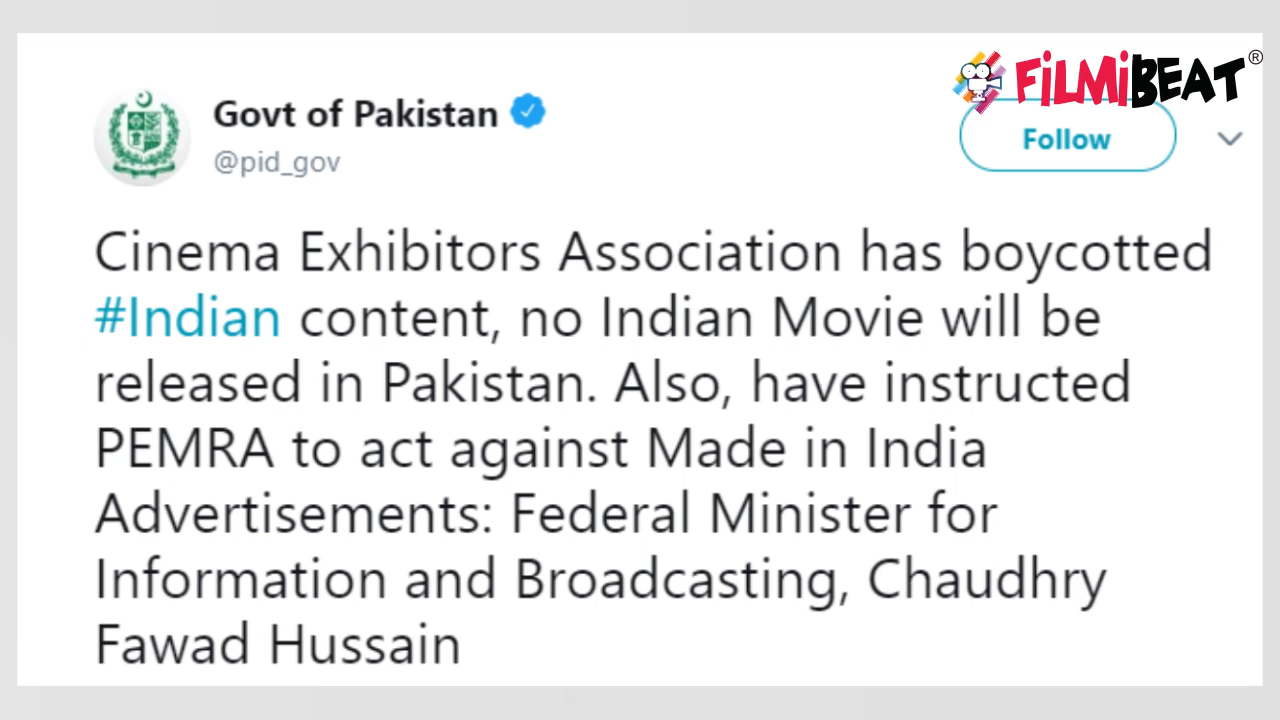 FiLMiBEAT®
Govt of Pakistan
@pid_gov
Follow
Cinema Exhibitors Association has boycotted
#Indian content, no Indian Movie will be
released in Pakistan. Also, have instructed
PEMRA to act against Made in India
Advertisements: Federal Minister for
Information and Broadcasting, Chaudhry
Fawad Hussain